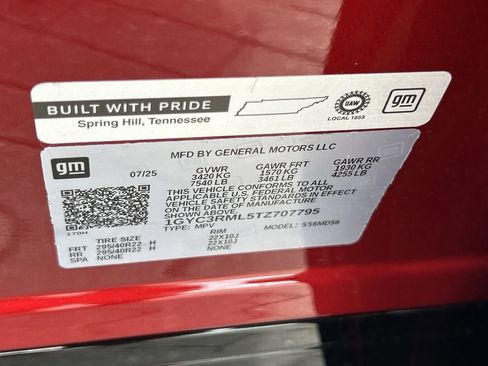 BUILT WITH PRIDE
Spring Hill, Tennessee
UAW
LOCAL 1853
gm
gm
MFD BY GENERAL MOTORS LLC
07/25 GVWR GAWR FRT GAWR RR
3420 KG 1570 KG 1930 KG
7540 LB 3461 LB 4255 LB
THIS VEHICLE CONFORMS TO ALL
APPLICABLE U.S. FEDERAL MOTOR
VEHICLE SAFETY STANDARDS IN EFFECT
ON THE DATE OF MANUFACTURE
1GYC3RML5TZ707795
TYPE: MPV MODEL: 556MD56
170H
TIRE SIZE RIM
FRT 295/40R22 H 22X10J
RR 295/40R22 H 22X10J
SPA NONE NONE